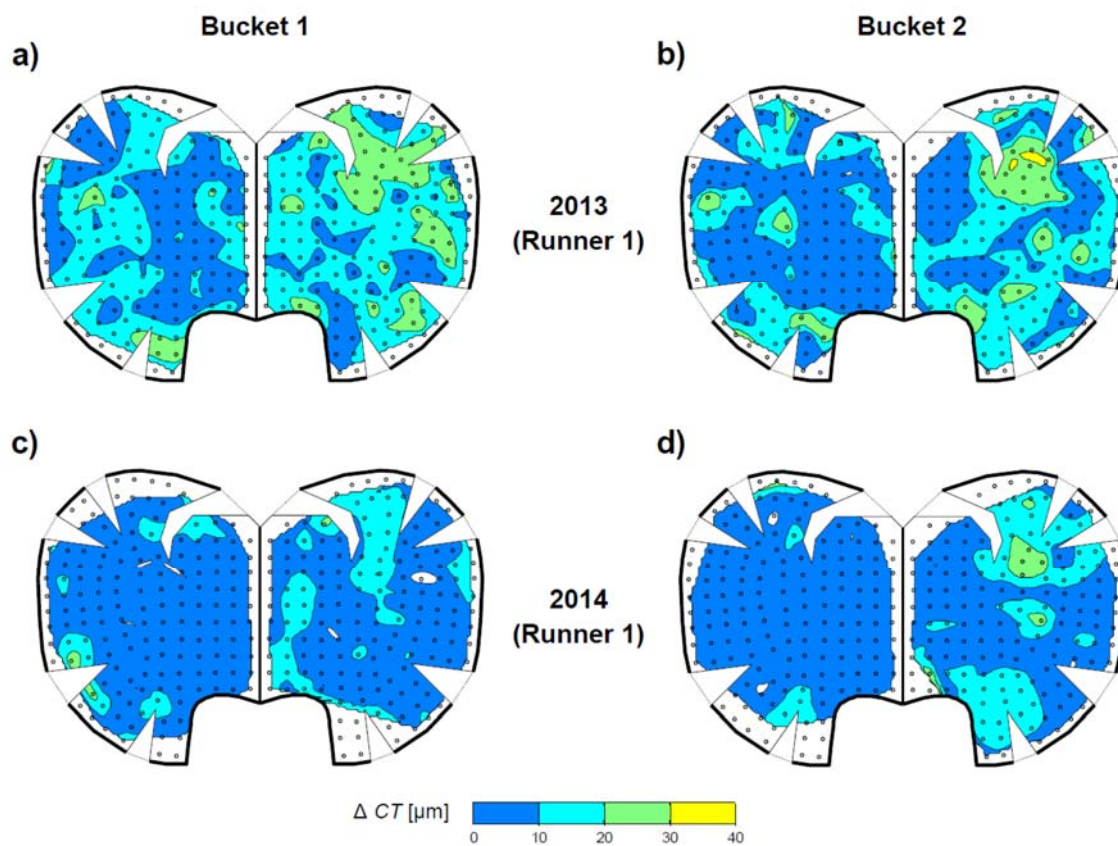 Bucket 1
Bucket 2
a)
b)
2013
(Runner 1)
c)
d)
2014
(Runner 1)
Δ CT [μm]
0 10 20 30 40